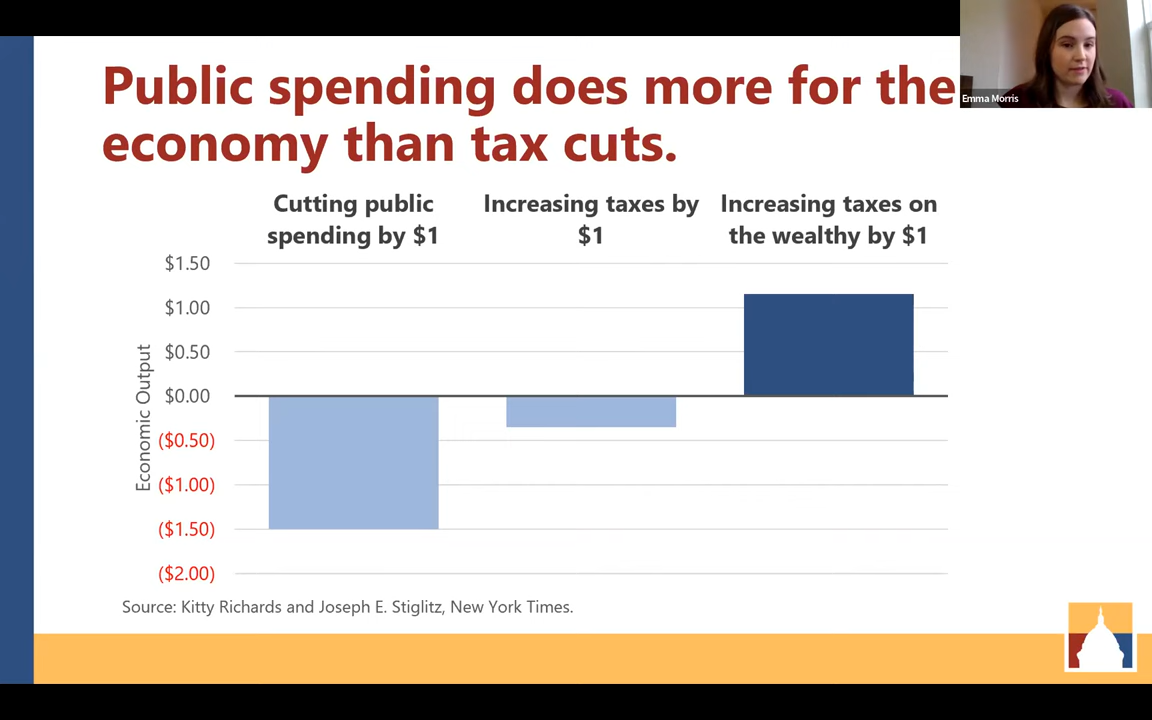 Public spending does more for the
economy than tax cuts.
Emma Morris
Cutting public
spending by $1
Increasing taxes by
$1
Increasing taxes on
the wealthy by $1
$1.50
$1.00
$0.50
$0.00
($0.50)
($1.00)
($1.50)
($2.00)
Economic Output
Source: Kitty Richards and Joseph E. Stiglitz, New York Times.